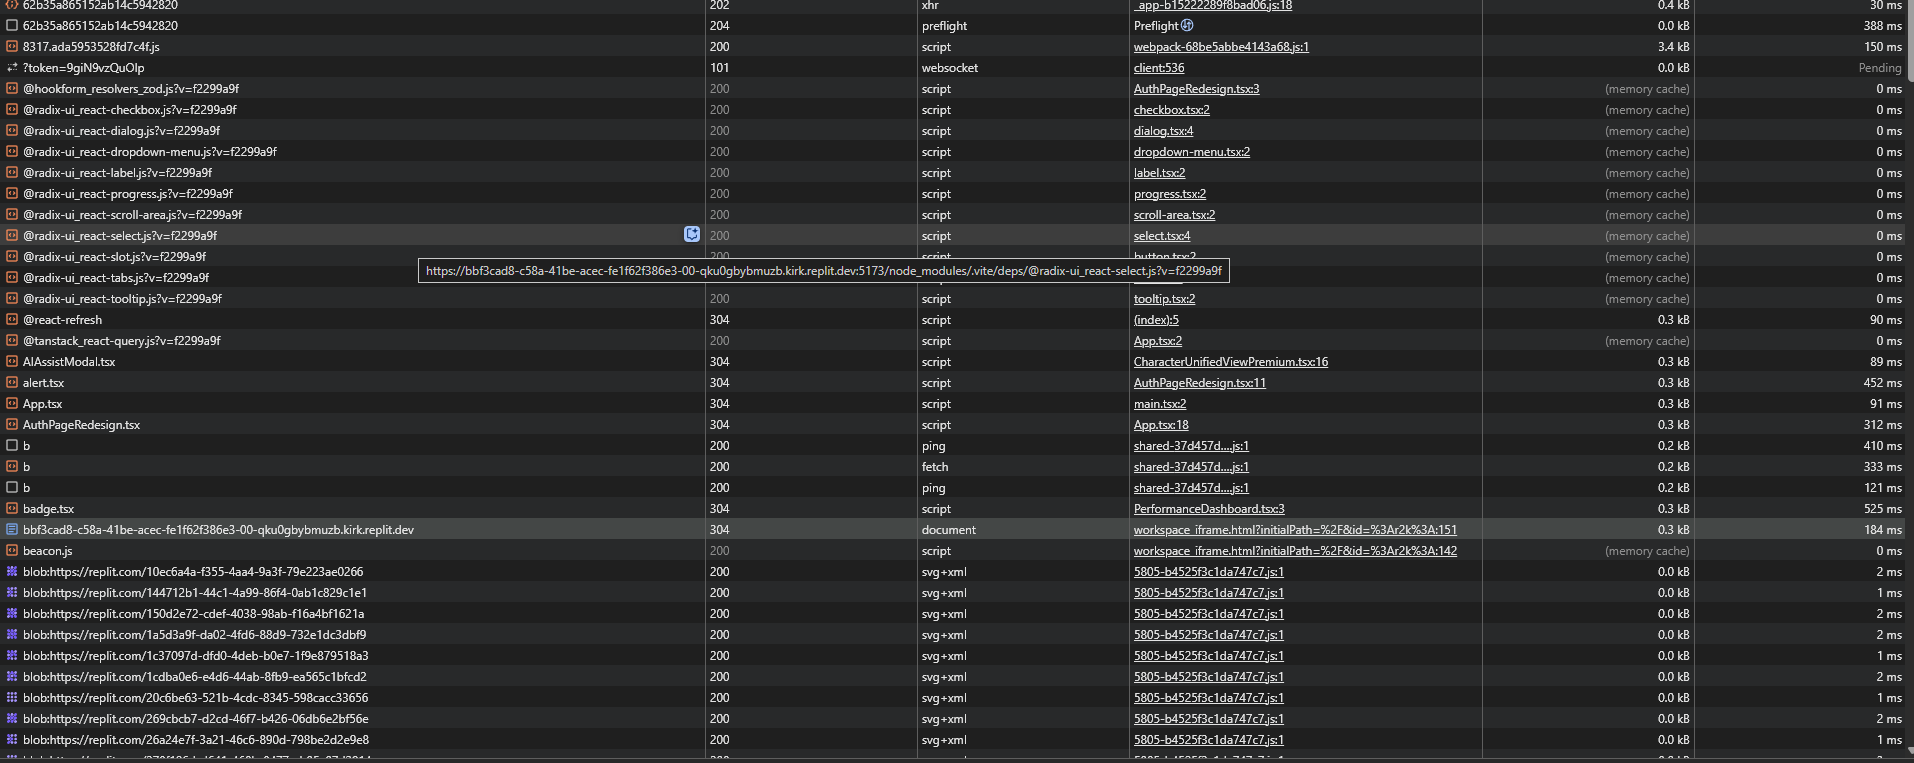 62b35a865152ab14c5942820 202 xhr _app-b15222289f8bad06.js:18 0.4 kB 30 ms
62b35a865152ab14c5942820 204 preflight Preflight 0.0 kB 388 ms
8317.ada5953528fd7c4f.js 200 script webpack-68be5abbe4143a68.js:1 3.4 kB 150 ms
?token=9giN9vzQuOlp 101 websocket client:536 0.0 kB Pending
@hookform_resolvers_zod.js?v=f2299a9f 200 script AuthPageRedesign.tsx:3 (memory cache) 0 ms
@radix-ui_react-checkbox.js?v=f2299a9f 200 script checkbox.tsx:2 (memory cache) 0 ms
@radix-ui_react-dialog.js?v=f2299a9f 200 script dialog.tsx:4 (memory cache) 0 ms
@radix-ui_react-dropdown-menu.js?v=f2299a9f 200 script dropdown-menu.tsx:2 (memory cache) 0 ms
@radix-ui_react-label.js?v=f2299a9f 200 script label.tsx:2 (memory cache) 0 ms
@radix-ui_react-progress.js?v=f2299a9f 200 script progress.tsx:2 (memory cache) 0 ms
@radix-ui_react-scroll-area.js?v=f2299a9f 200 script scroll-area.tsx:2 (memory cache) 0 ms
@radix-ui_react-select.js?v=f2299a9f 200 script select.tsx:4 (memory cache) 0 ms
@radix-ui_react-slot.js?v=f2299a9f 200 script button.tsx:2 (memory cache) 0 ms
https://bbf3cad8-c58a-41be-acec-fe1f62f386e3-00-qku0gbybmuzb.kirk.replit.dev:5173/node_modules/.vite/deps/@radix-ui_react-select.js?v=f2299a9f
@radix-ui_react-tabs.js?v=f2299a9f (memory cache) 0 ms
@radix-ui_react-tooltip.js?v=f2299a9f 200 script tooltip.tsx:2 (memory cache) 0 ms
@react-refresh 304 script (index):5 0.3 kB 90 ms
@tanstack_react-query.js?v=f2299a9f 200 script App.tsx:2 (memory cache) 0 ms
AIAssistModal.tsx 304 script CharacterUnifiedViewPremium.tsx:16 0.3 kB 89 ms
alert.tsx 304 script AuthPageRedesign.tsx:11 0.3 kB 452 ms
App.tsx 304 script main.tsx:2 0.3 kB 91 ms
AuthPageRedesign.tsx 304 script App.tsx:18 0.3 kB 312 ms
b 200 ping shared-37d457d....js:1 0.2 kB 410 ms
b 200 fetch shared-37d457d....js:1 0.2 kB 333 ms
b 200 ping shared-37d457d....js:1 0.2 kB 121 ms
badge.tsx 304 script PerformanceDashboard.tsx:3 0.3 kB 525 ms
bbf3cad8-c58a-41be-acec-fe1f62f386e3-00-qku0gbybmuzb.kirk.replit.dev 304 document workspace_iframe.html?initialPath=%2F&id=%3Ar2k%3A:151 0.3 kB 184 ms
beacon.js 200 script workspace_iframe.html?initialPath=%2F&id=%3Ar2k%3A:142 (memory cache) 0 ms
blob:https://replit.com/10ec6a4a-f355-4aa4-9a3f-79e223ae0266 200 svg+xml 5805-b4525f3c1da747c7.js:1 0.0 kB 2 ms
blob:https://replit.com/144712b1-44c1-4a99-86f4-0ab1c829c1e1 200 svg+xml 5805-b4525f3c1da747c7.js:1 0.0 kB 1 ms
blob:https://replit.com/150d2e72-cdef-4038-98ab-f16a4bf1621a 200 svg+xml 5805-b4525f3c1da747c7.js:1 0.0 kB 2 ms
blob:https://replit.com/1a5d3a9f-da02-4fd6-88d9-732e1dc3dbf9 200 svg+xml 5805-b4525f3c1da747c7.js:1 0.0 kB 2 ms
blob:https://replit.com/1c37097d-dfd0-4deb-b0e7-1f9e879518a3 200 svg+xml 5805-b4525f3c1da747c7.js:1 0.0 kB 1 ms
blob:https://replit.com/1cdba0e6-e4d6-44ab-8fb9-ea565c1bfcd2 200 svg+xml 5805-b4525f3c1da747c7.js:1 0.0 kB 2 ms
blob:https://replit.com/20c6be63-521b-4cdc-8345-598cacc33656 200 svg+xml 5805-b4525f3c1da747c7.js:1 0.0 kB 1 ms
blob:https://replit.com/269cbcb7-d2cd-46f7-b426-06db6e2bf56e 200 svg+xml 5805-b4525f3c1da747c7.js:1 0.0 kB 2 ms
blob:https://replit.com/26a24e7f-3a21-46c6-890d-798be2d2e9e8 200 svg+xml 5805-b4525f3c1da747c7.js:1 0.0 kB 1 ms